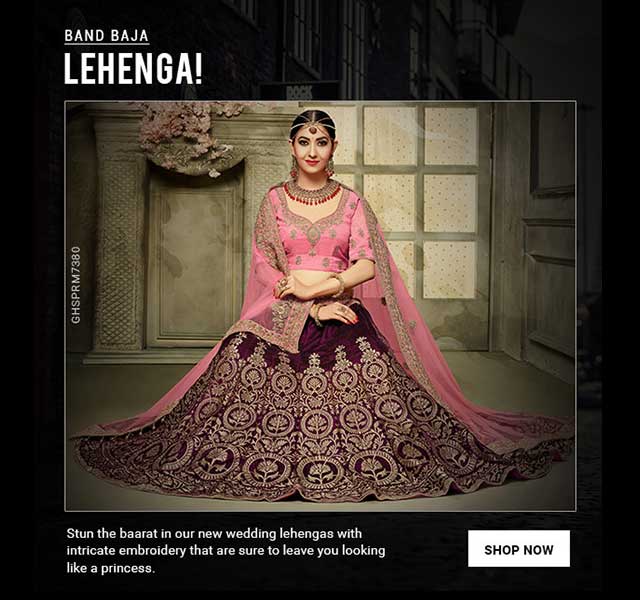 BAND BAJA
LEHENGA!
GHSPRM7380
Stun the baarat in our new wedding lehengas with
intricate embroidery that are sure to leave you looking
like a princess.
SHOP NOW